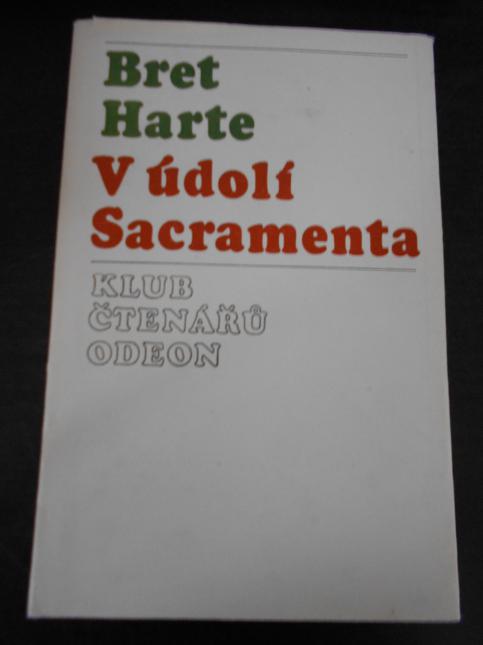 Bret
Harte
V údolí
Sacramenta
KLUB
ČTENÁŘŮ
ODEON